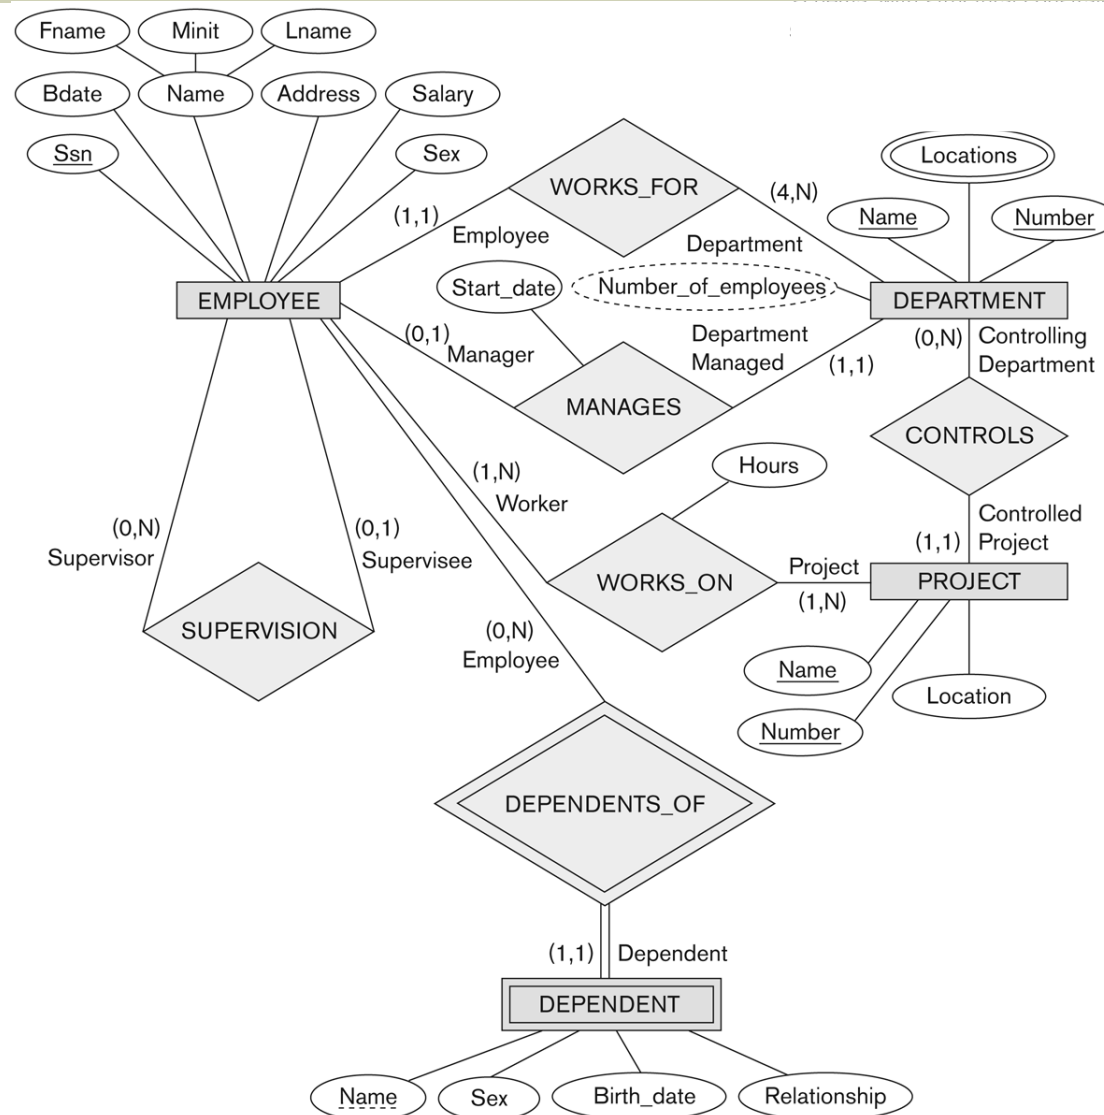 Fname
Minit
Lname
Bdate
Name
Address
Salary
Ssn
Sex
WORKS_FOR
Locations
(1,1)
Employee
(4,N)
Department
Name
Number
EMPLOYEE
Start_date
Number_of_employees
DEPARTMENT
(0,1)
Manager
Department
Managed
(1,1)
(0,N)
Controlling
Department
MANAGES
CONTROLS
Hours
(1,N)
Worker
(0,N)
Supervisor
(0,1)
Supervisee
Controlled
Project
(1,1)
WORKS_ON
Project
(1,N)
PROJECT
SUPERVISION
(0,N)
Employee
Name
Location
Number
DEPENDENTS_OF
(1,1)
Dependent
DEPENDENT
Name
Sex
Birth_date
Relationship